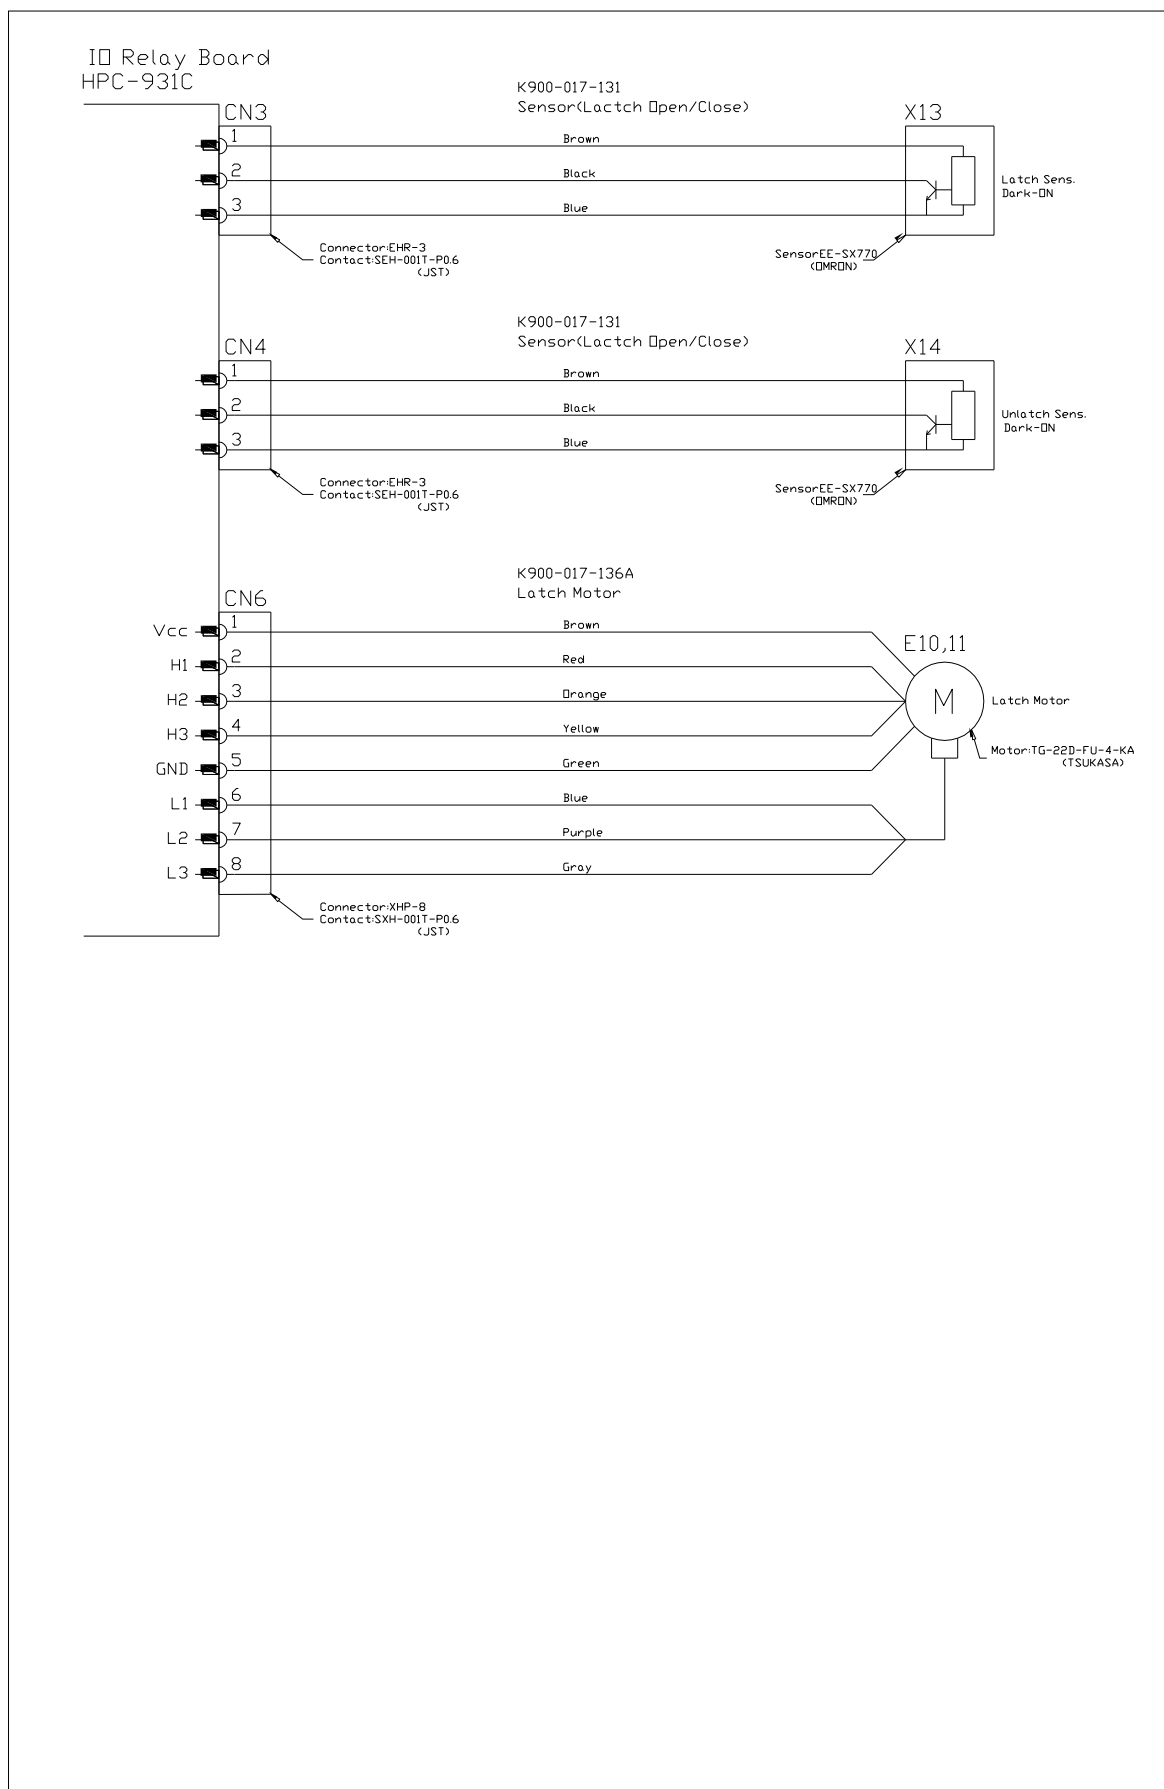 IO Relay Board
HPC-931C
K900-017-131
Sensor(Lactch Open/Close)
CN3
X13
1
Brown
2
Black
3
Blue
Latch Sens.
Dark-ON
Connector:EHR-3
Contact:SEH-001T-P0.6
(JST)
SensorEE-SX770
(OMRON)
K900-017-131
Sensor(Lactch Open/Close)
CN4
X14
1
Brown
2
Black
3
Blue
Unlatch Sens.
Dark-ON
Connector:EHR-3
Contact:SEH-001T-P0.6
(JST)
SensorEE-SX770
(OMRON)
K900-017-136A
Latch Motor
CN6
Vcc 1 Brown
E10,11
H1 2 Red
H2 3 Orange
M
Latch Motor
H3 4 Yellow
Motor:TG-22D-FU-4-KA
(TSUKASA)
GND 5 Green
L1 6 Blue
L2 7 Purple
L3 8 Gray
Connector:XHP-8
Contact:SXH-001T-P0.6
(JST)